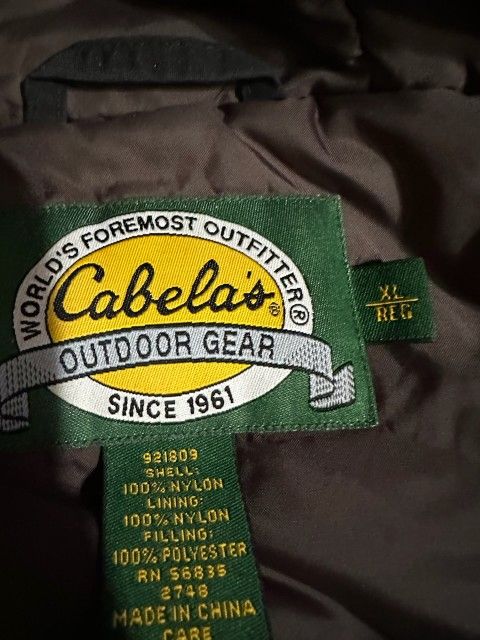 WORLD'S FOREMOST OUTFITTER®
Cabela's®
OUTDOOR GEAR
SINCE 1961
XL
REG
921809
SHELL:
100% NYLON
LINING:
100% NYLON
FILLING:
100% POLYESTER
RN 56835
2748
MADE IN CHINA
CARE